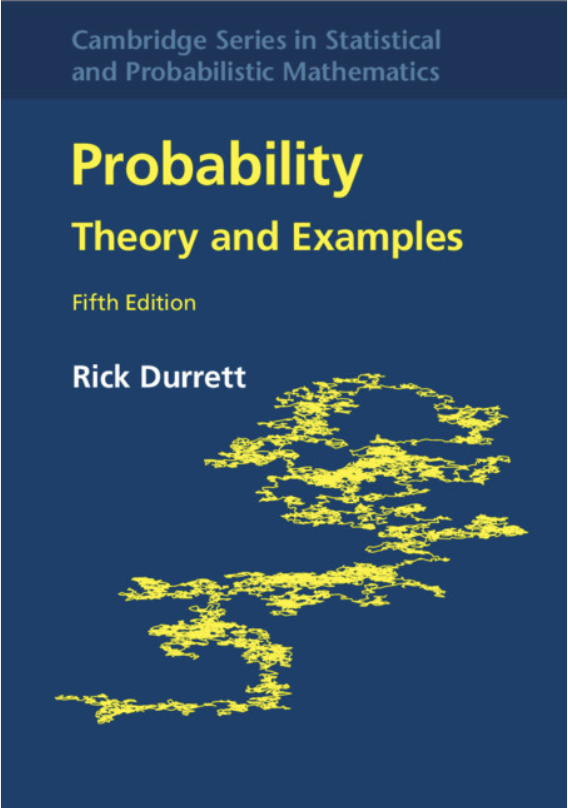 Cambridge Series in Statistical
and Probabilistic Mathematics
Probability
Theory and Examples
Fifth Edition
Rick Durrett